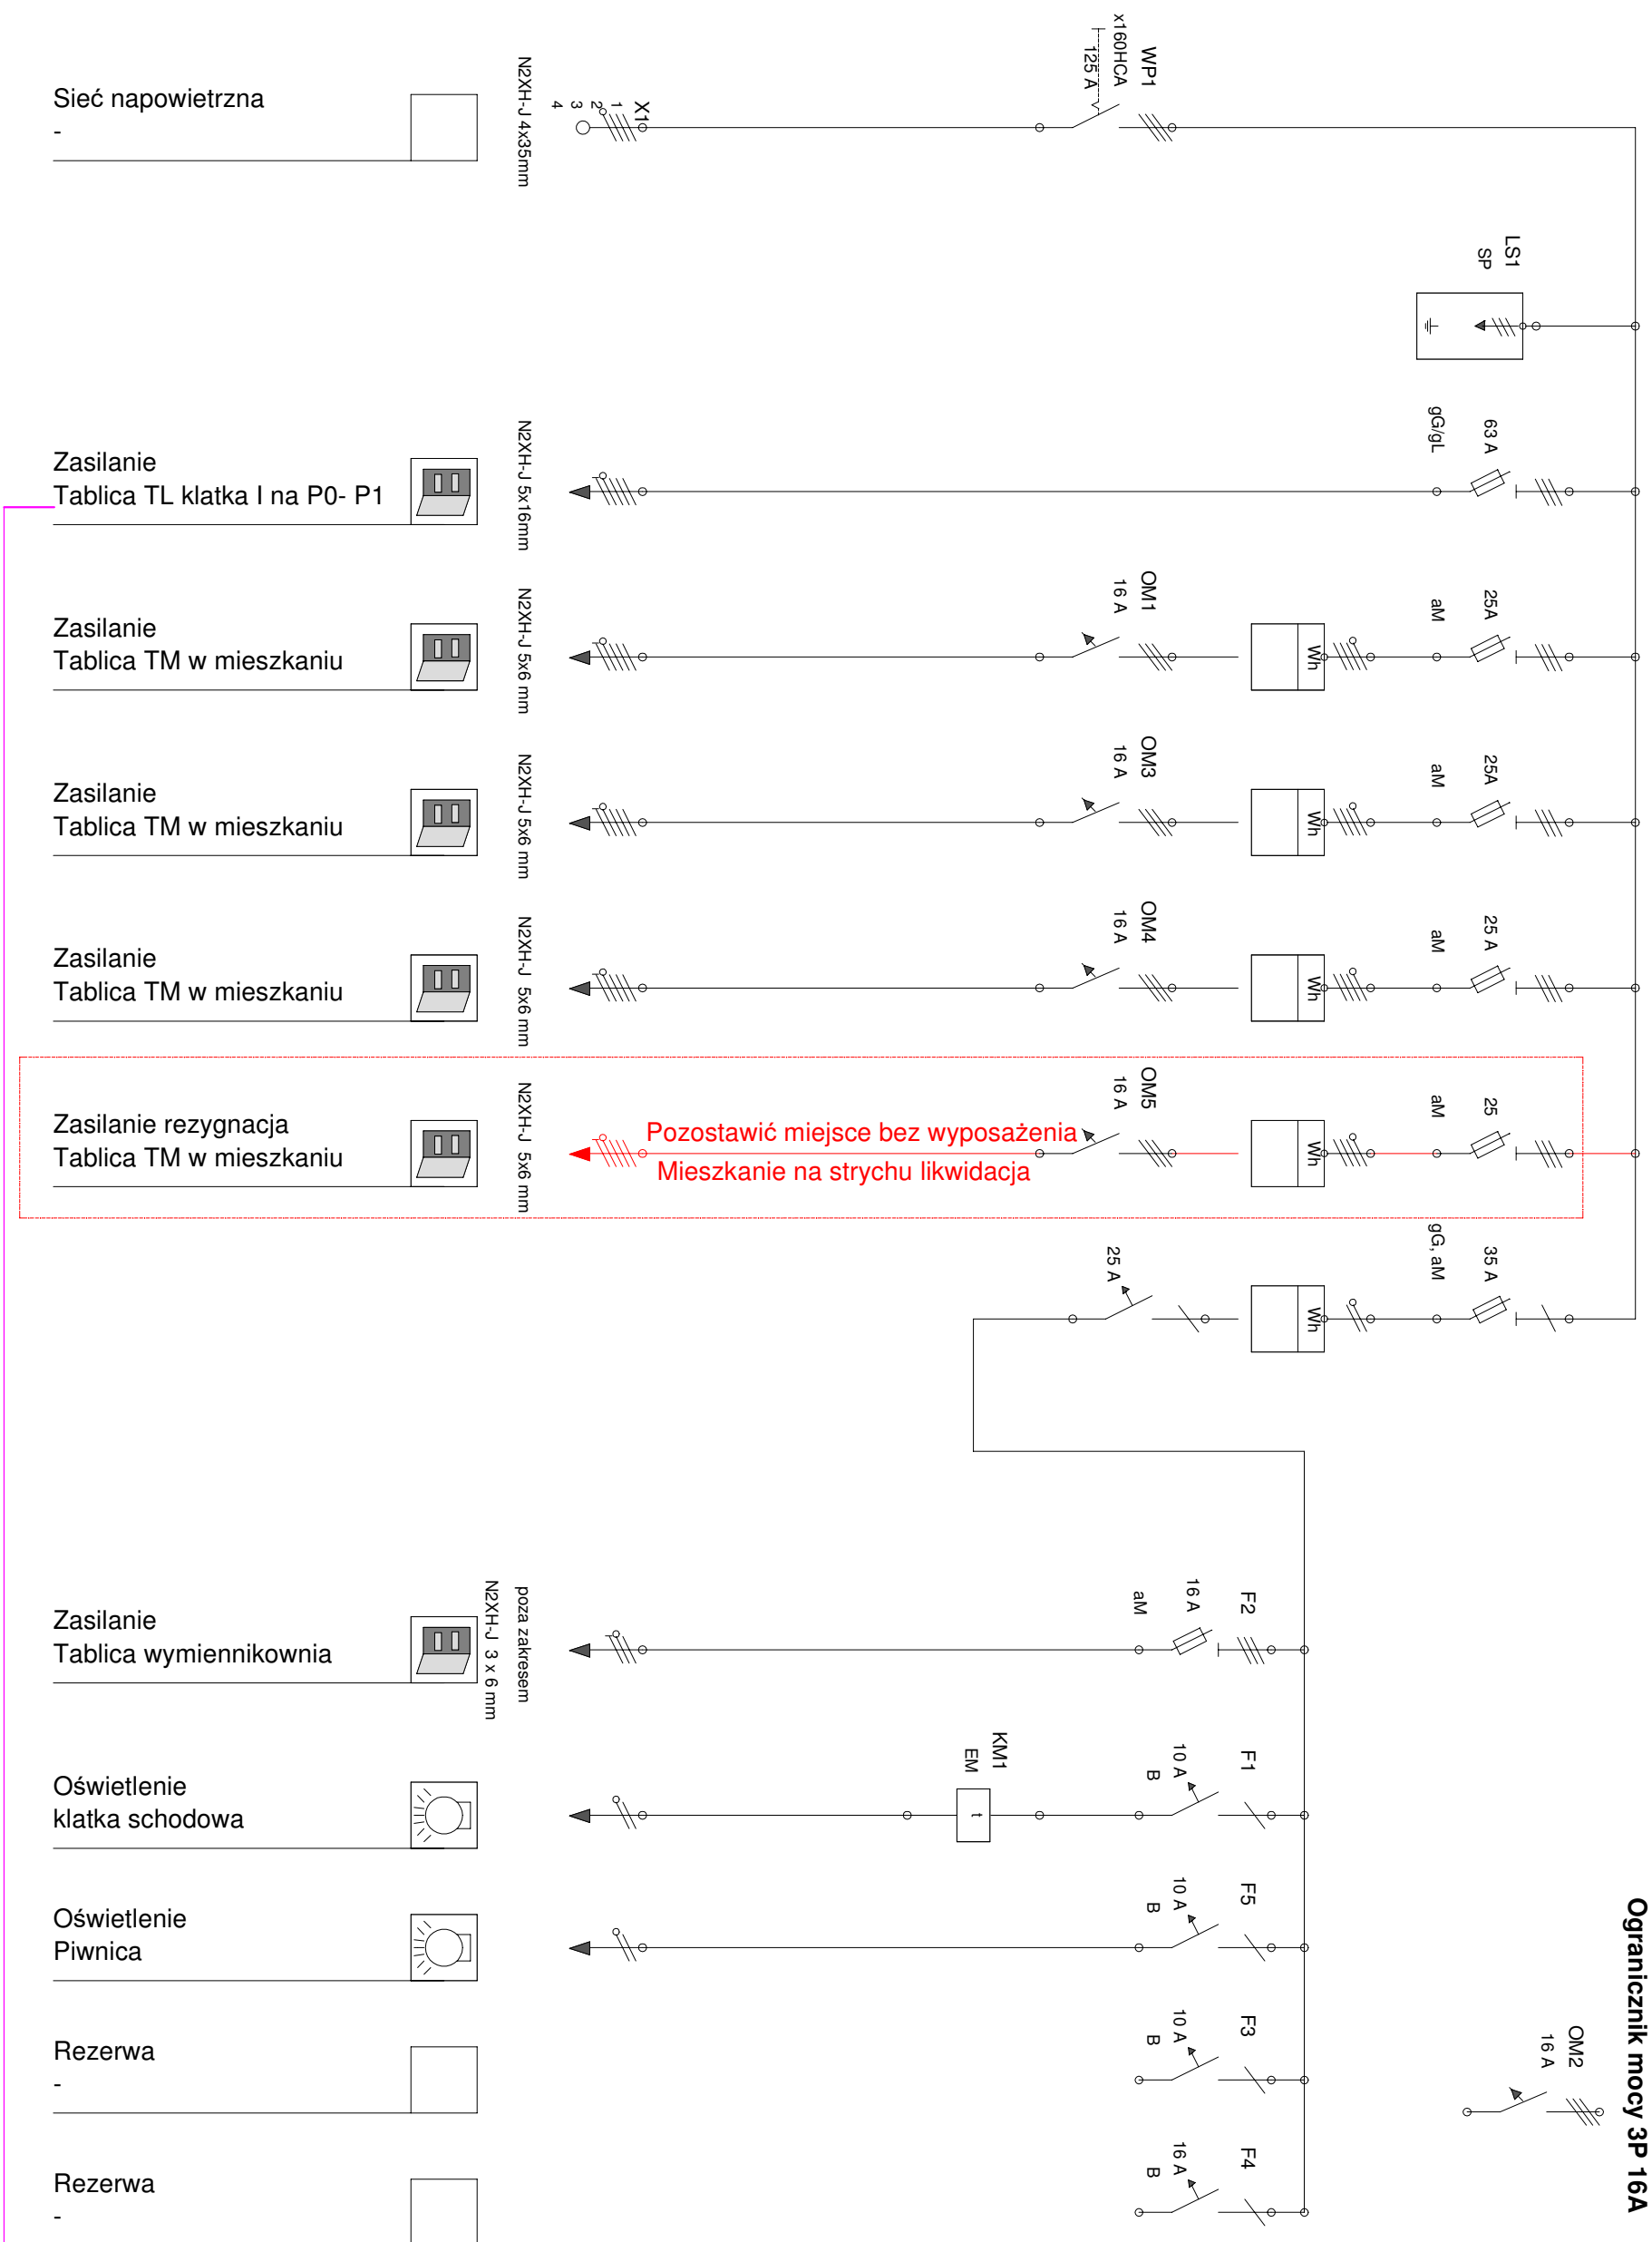 Sieć napowietrzna
-
N2XH-J 4x35mm
X1
1
2
3
4
WP1
x160HCA
125 A
LS1
SP
Zasilanie
Tablica TL klatka I na P0- P1
N2XH-J 5x16mm
63 A
gG/gL
Zasilanie
Tablica TM w mieszkaniu
N2XH-J 5x6 mm
OM1
16 A
Wh
25A
aM
Zasilanie
Tablica TM w mieszkaniu
N2XH-J 5x6 mm
OM3
16 A
Wh
25A
aM
Zasilanie
Tablica TM w mieszkaniu
N2XH-J 5x6 mm
OM4
16 A
Wh
25 A
aM
Zasilanie rezygnacja
Tablica TM w mieszkaniu
N2XH-J 5x6 mm
Pozostawić miejsce bez wyposażenia
Mieszkanie na strychu likwidacja
OM5
16 A
Wh
25
aM
25 A
Wh
35 A
gG, aM
Zasilanie
Tablica wymiennikownia
poza zakresem
N2XH-J 3 x 6 mm
F2
16 A
aM
Oświetlenie
klatka schodowa
KM1
EM
t
F1
10 A
B
Oświetlenie
Piwnica
F5
10 A
B
Rezerwa
-
F3
10 A
B
Rezerwa
-
F4
16 A
B
Ogranicznik mocy 3P 16A
OM2
16 A